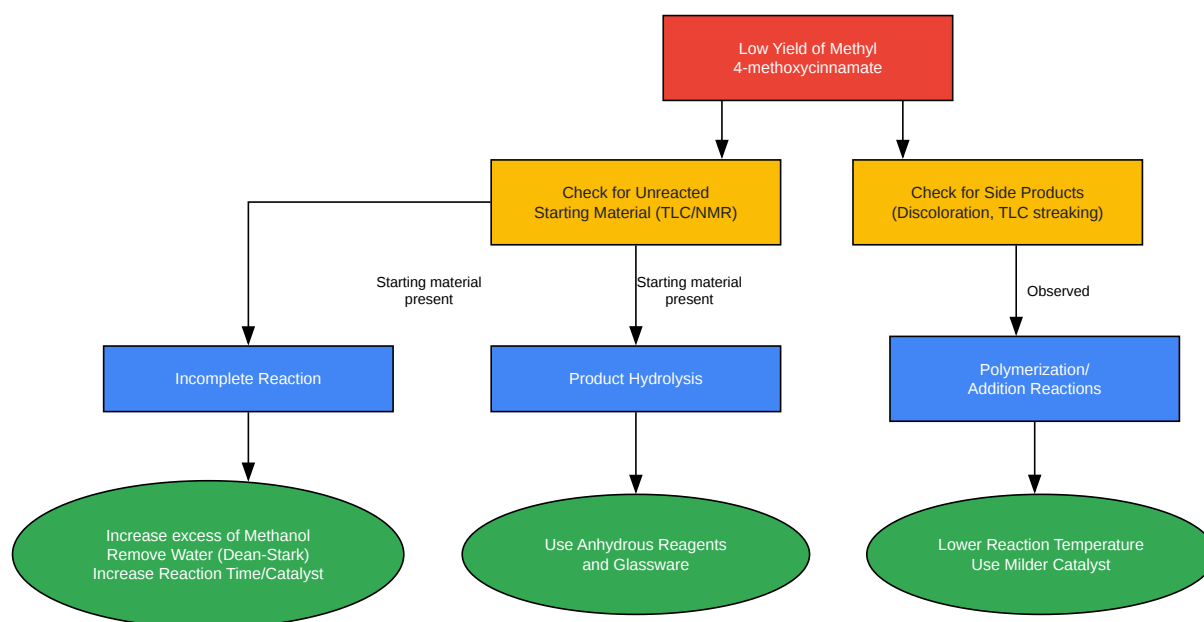 Low Yield of Methyl
4-methoxycinnamate
Check for Unreacted
Starting Material (TLC/NMR)
Check for Side Products
(Discoloration, TLC streaking)
Starting material
present
Starting material
present
Observed
Incomplete Reaction
Product Hydrolysis
Polymerization/
Addition Reactions
Increase excess of Methanol
Remove Water (Dean-Stark)
Increase Reaction Time/Catalyst
Use Anhydrous Reagents
and Glassware
Lower Reaction Temperature
Use Milder Catalyst